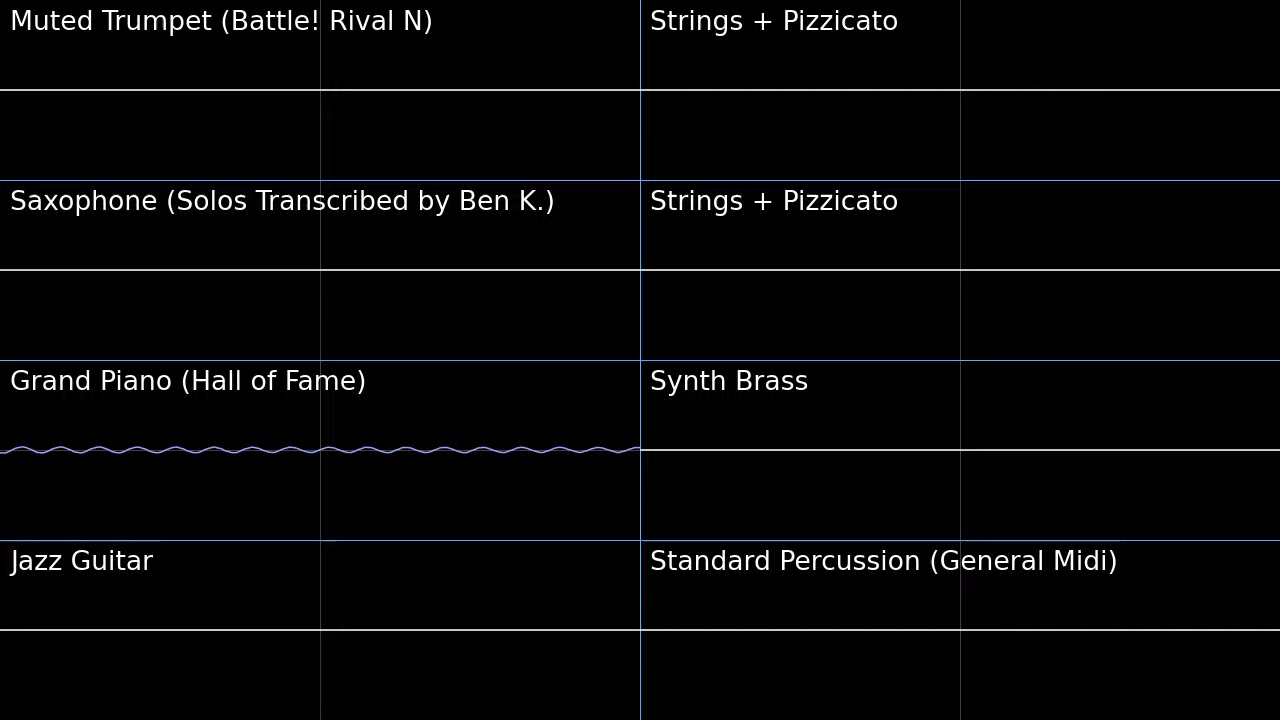 Muted Trumpet (Battle! Rival N)
Strings + Pizzicato
Saxophone (Solos Transcribed by Ben K.)
Strings + Pizzicato
Grand Piano (Hall of Fame)
Synth Brass
Jazz Guitar
Standard Percussion (General Midi)